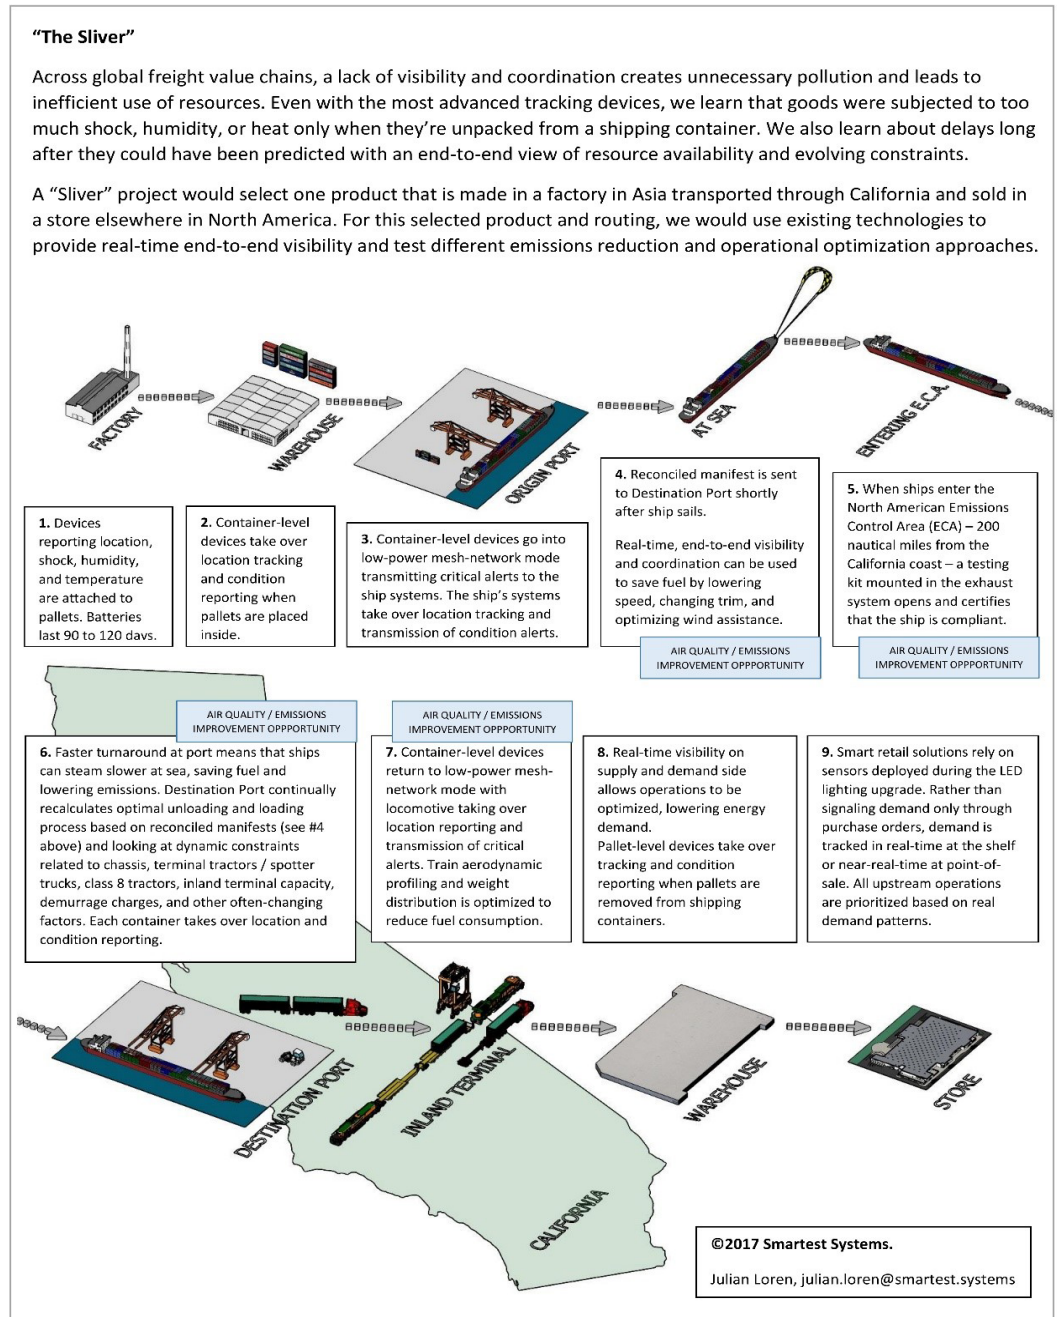 “The Sliver”
Across global freight value chains, a lack of visibility and coordination creates unnecessary pollution and leads to
inefficient use of resources. Even with the most advanced tracking devices, we learn that goods were subjected to too
much shock, humidity, or heat only when they’re unpacked from a shipping container. We also learn about delays long
after they could have been predicted with an end-to-end view of resource availability and evolving constraints.
A “Sliver” project would select one product that is made in a factory in Asia transported through California and sold in
a store elsewhere in North America. For this selected product and routing, we would use existing technologies to
provide real-time end-to-end visibility and test different emissions reduction and operational optimization approaches.
FACTORY
WAREHOUSE
ORIGIN PORT
AT SEA
ENTERING E.C.A.
1. Devices
reporting location,
shock, humidity,
and temperature
are attached to
pallets. Batteries
last 90 to 120 days.
2. Container-level
devices take over
location tracking
and condition
reporting when
pallets are placed
inside.
3. Container-level devices go into
low-power mesh-network mode
transmitting critical alerts to the
ship systems. The ship’s systems
take over location tracking and
transmission of condition alerts.
4. Reconciled manifest is sent
to Destination Port shortly
after ship sails.
Real-time, end-to-end visibility
and coordination can be used
to save fuel by lowering
speed, changing trim, and
optimizing wind assistance.
AIR QUALITY / EMISSIONS
IMPROVEMENT OPPPORTUNITY
5. When ships enter the
North American Emissions
Control Area (ECA) – 200
nautical miles from the
California coast – a testing
kit mounted in the exhaust
system opens and certifies
that the ship is compliant.
AIR QUALITY / EMISSIONS
IMPROVEMENT OPPPORTUNITY
AIR QUALITY / EMISSIONS
IMPROVEMENT OPPPORTUNITY
6. Faster turnaround at port means that ships
can steam slower at sea, saving fuel and
lowering emissions. Destination Port continually
recalculates optimal unloading and loading
process based on reconciled manifests (see #4
above) and looking at dynamic constraints
related to chassis, terminal tractors / spotter
trucks, class 8 tractors, inland terminal capacity,
demurrage charges, and other often-changing
factors. Each container takes over location and
condition reporting.
AIR QUALITY / EMISSIONS
IMPROVEMENT OPPPORTUNITY
7. Container-level devices
return to low-power mesh-
network mode with
locomotive taking over
location reporting and
transmission of critical
alerts. Train aerodynamic
profiling and weight
distribution is optimized to
reduce fuel consumption.
8. Real-time visibility on
supply and demand side
allows operations to be
optimized, lowering energy
demand.
Pallet-level devices take over
tracking and condition
reporting when pallets are
removed from shipping
containers.
9. Smart retail solutions rely on
sensors deployed during the LED
lighting upgrade. Rather than
signaling demand only through
purchase orders, demand is
tracked in real-time at the shelf
or near-real-time at point-of-
sale. All upstream operations
are prioritized based on real
demand patterns.
DESTINATION PORT
INLAND TERMINAL
WAREHOUSE
STORE
CALIFORNIA
©2017 Smartest Systems.
Julian Loren, julian.loren@smartest.systems